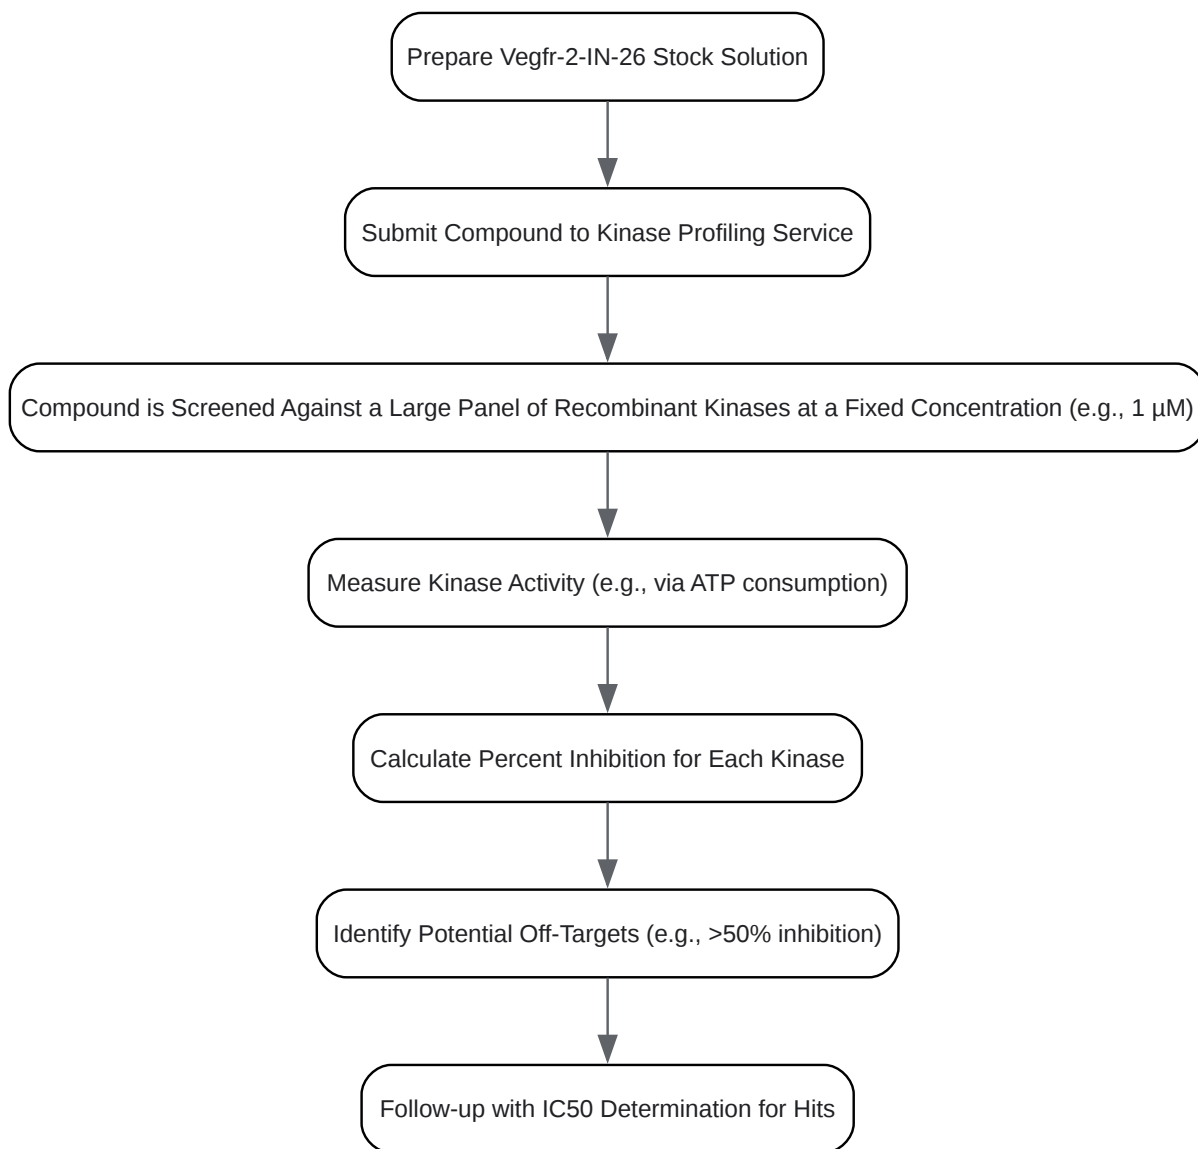 Prepare Vegfr-2-IN-26 Stock Solution
Submit Compound to Kinase Profiling Service
Compound is Screened Against a Large Panel of Recombinant Kinases at a Fixed Concentration (e.g., 1 µM)
Measure Kinase Activity (e.g., via ATP consumption)
Calculate Percent Inhibition for Each Kinase
Identify Potential Off-Targets (e.g., >50% inhibition)
Follow-up with IC50 Determination for Hits